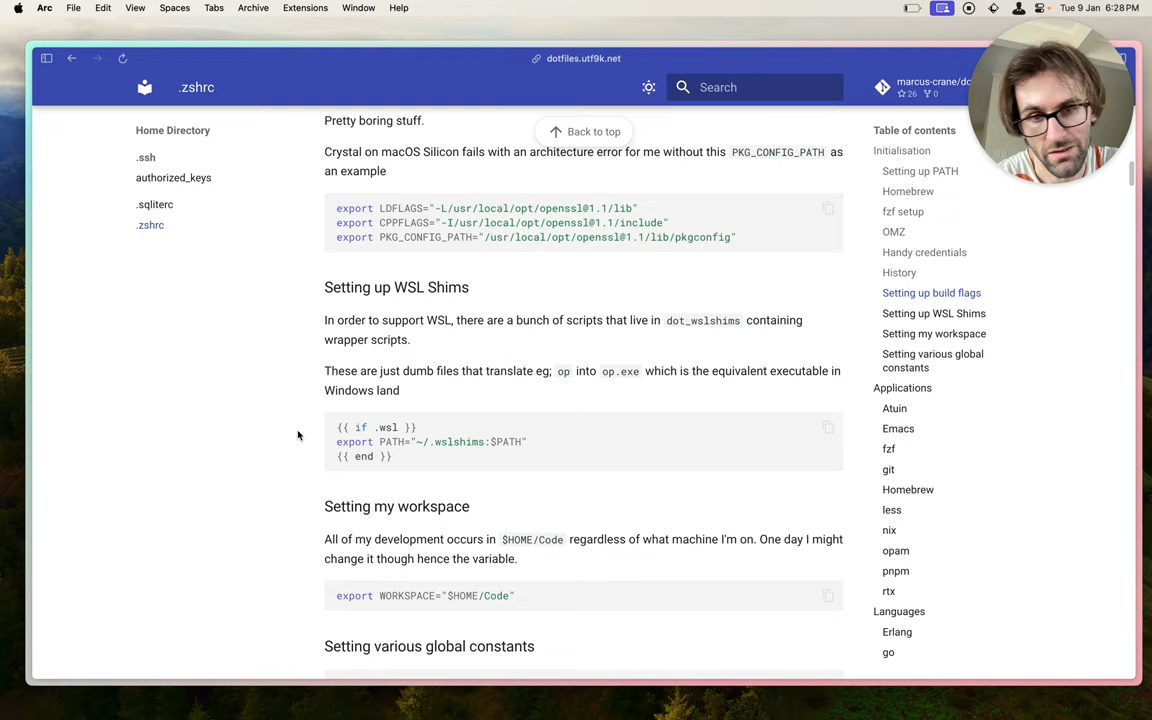 Arc File Edit View Spaces Tabs Archive Extensions Window Help Tue 9 Jan 6:28 PM
dotfiles.utf9k.net
.zshrc
Search
marcus-crane/do
26 0
Home Directory
.ssh
authorized_keys
.sqliterc
.zshrc
Pretty boring stuff.
Back to top
Crystal on macOS Silicon fails with an architecture error for me without this PKG_CONFIG_PATH as
an example
export LDFLAGS="-L/usr/local/opt/openssl@1.1/lib"
export CPPFLAGS="-I/usr/local/opt/openssl@1.1/include"
export PKG_CONFIG_PATH="/usr/local/opt/openssl@1.1/lib/pkgconfig"
Setting up WSL Shims
In order to support WSL, there are a bunch of scripts that live in dot_wslshims containing
wrapper scripts.
These are just dumb files that translate eg; op into op.exe which is the equivalent executable in
Windows land
{{ if .wsl }}
export PATH="~/.wslshims:$PATH"
{{ end }}
Setting my workspace
All of my development occurs in $HOME/Code regardless of what machine I'm on. One day I might
change it though hence the variable.
export WORKSPACE="$HOME/Code"
Setting various global constants
Table of contents
Initialisation
Setting up PATH
Homebrew
fzf setup
OMZ
Handy credentials
History
Setting up build flags
Setting up WSL Shims
Setting my workspace
Setting various global
constants
Applications
Atuin
Emacs
fzf
git
Homebrew
less
nix
opam
pnpm
rtx
Languages
Erlang
go